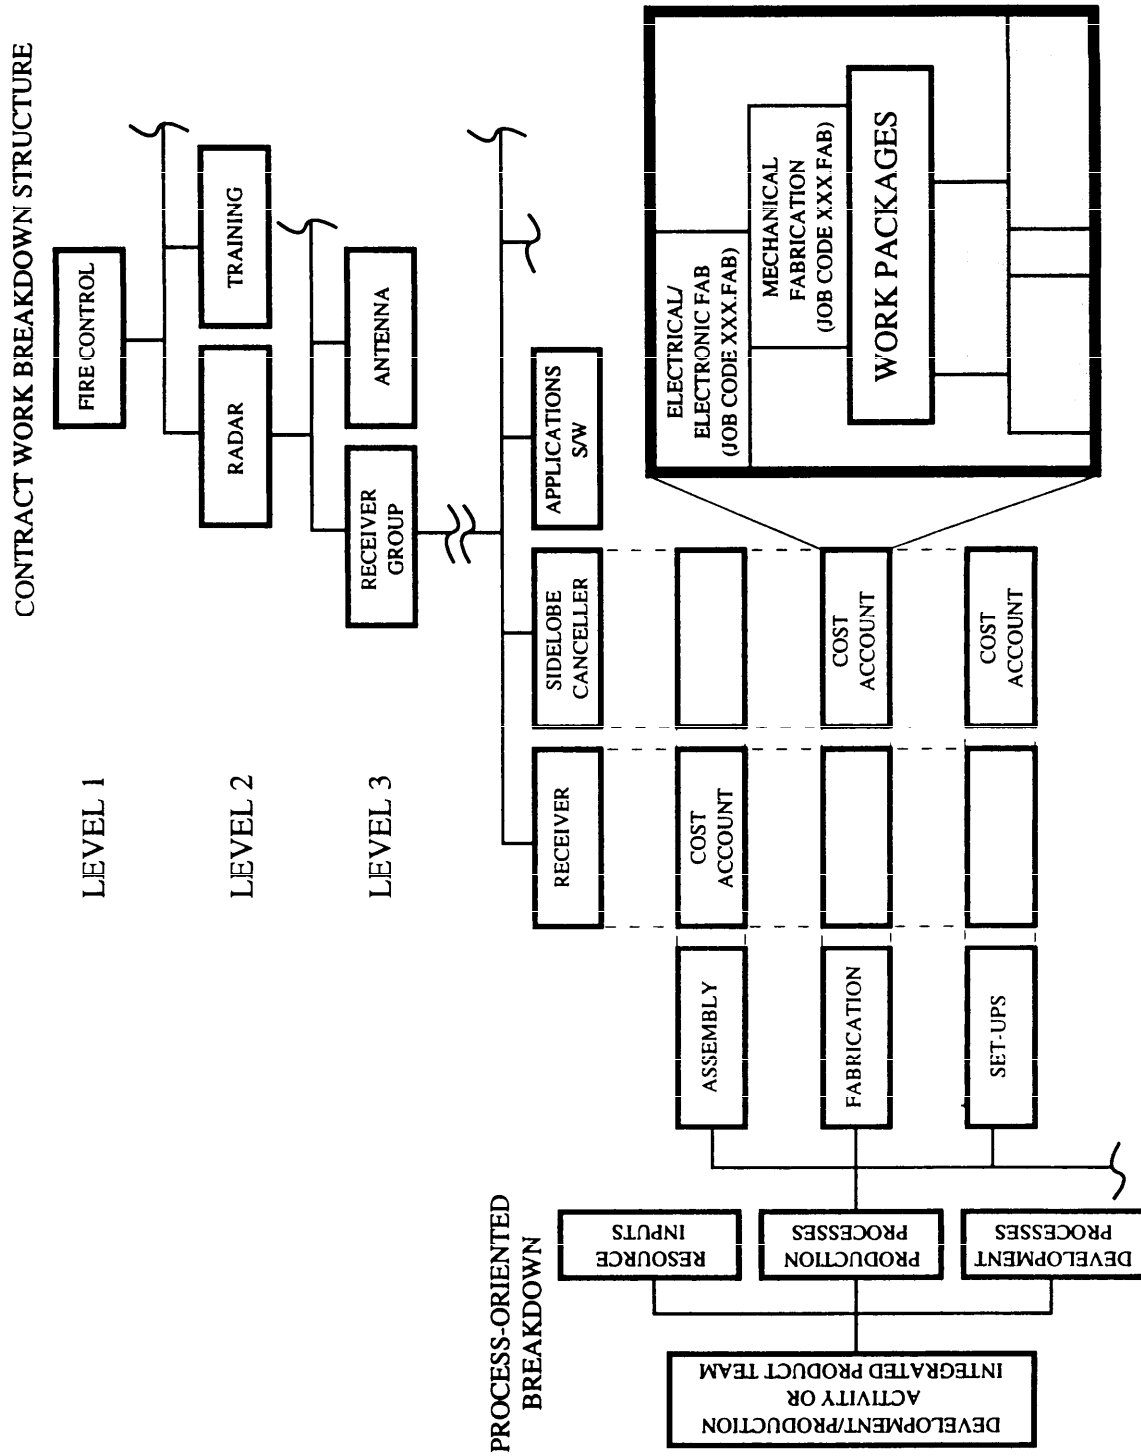 CONTRACT WORK BREAKDOWN STRUCTURE
LEVEL 1
FIRE CONTROL
LEVEL 2
RADAR
TRAINING
LEVEL 3
RECEIVER
GROUP
ANTENNA
RECEIVER
SIDELOBE
CANCELLER
APPLICATIONS
S/W
PROCESS-ORIENTED
BREAKDOWN
DEVELOPMENT/PRODUCTION
ACTIVITY OR
INTEGRATED PRODUCT TEAM
RESOURCE
INPUTS
PRODUCTION
PROCESSES
DEVELOPMENT
PROCESSES
ASSEMBLY
COST
ACCOUNT
FABRICATION
COST
ACCOUNT
SET-UPS
COST
ACCOUNT
ELECTRICAL/
ELECTRONIC FAB
(JOB CODE XXX.FAB)
MECHANICAL
FABRICATION
(JOB CODE XXX.FAB)
WORK PACKAGES